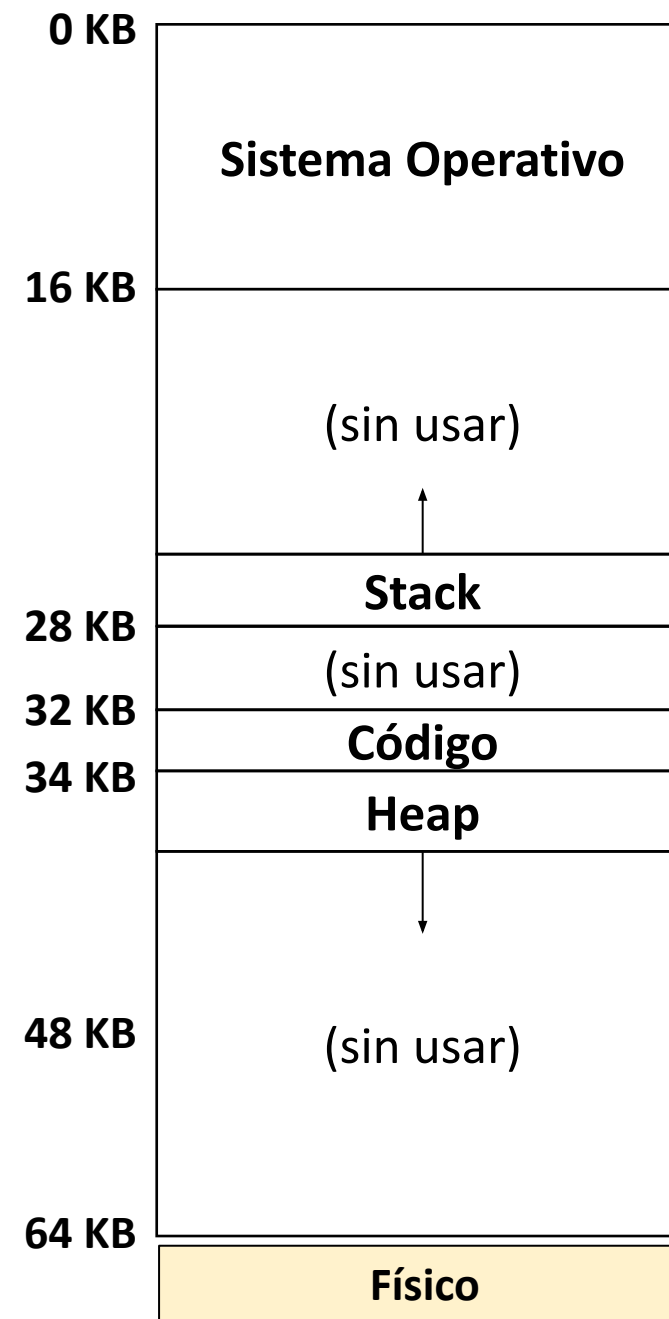 0 KB
Sistema Operativo
16 KB
(sin usar)
Stack
28 KB
(sin usar)
32 KB
Código
34 KB
Heap
48 KB
(sin usar)
64 KB
Físico